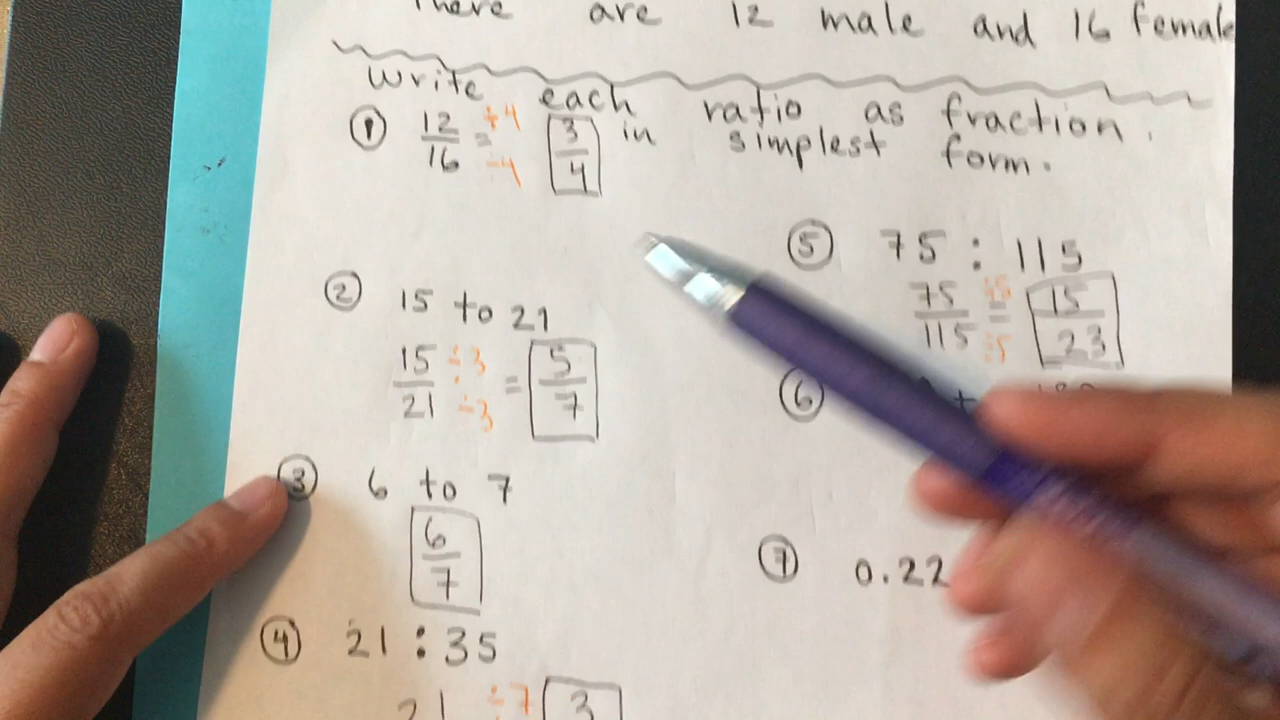 There are 12 male and 16 female
Write each ratio as fraction.
in simplest form.
① 12/16 = ÷4 ÷4 3/4
② 15 to 21
15/21 ÷3 ÷3 = 5/7
③ 6 to 7
6/7
④ 21 : 35
21 ÷7 3
⑤ 75 : 115
75/115 ÷5 ÷5 = 15/23
⑥
⑦ 0.22